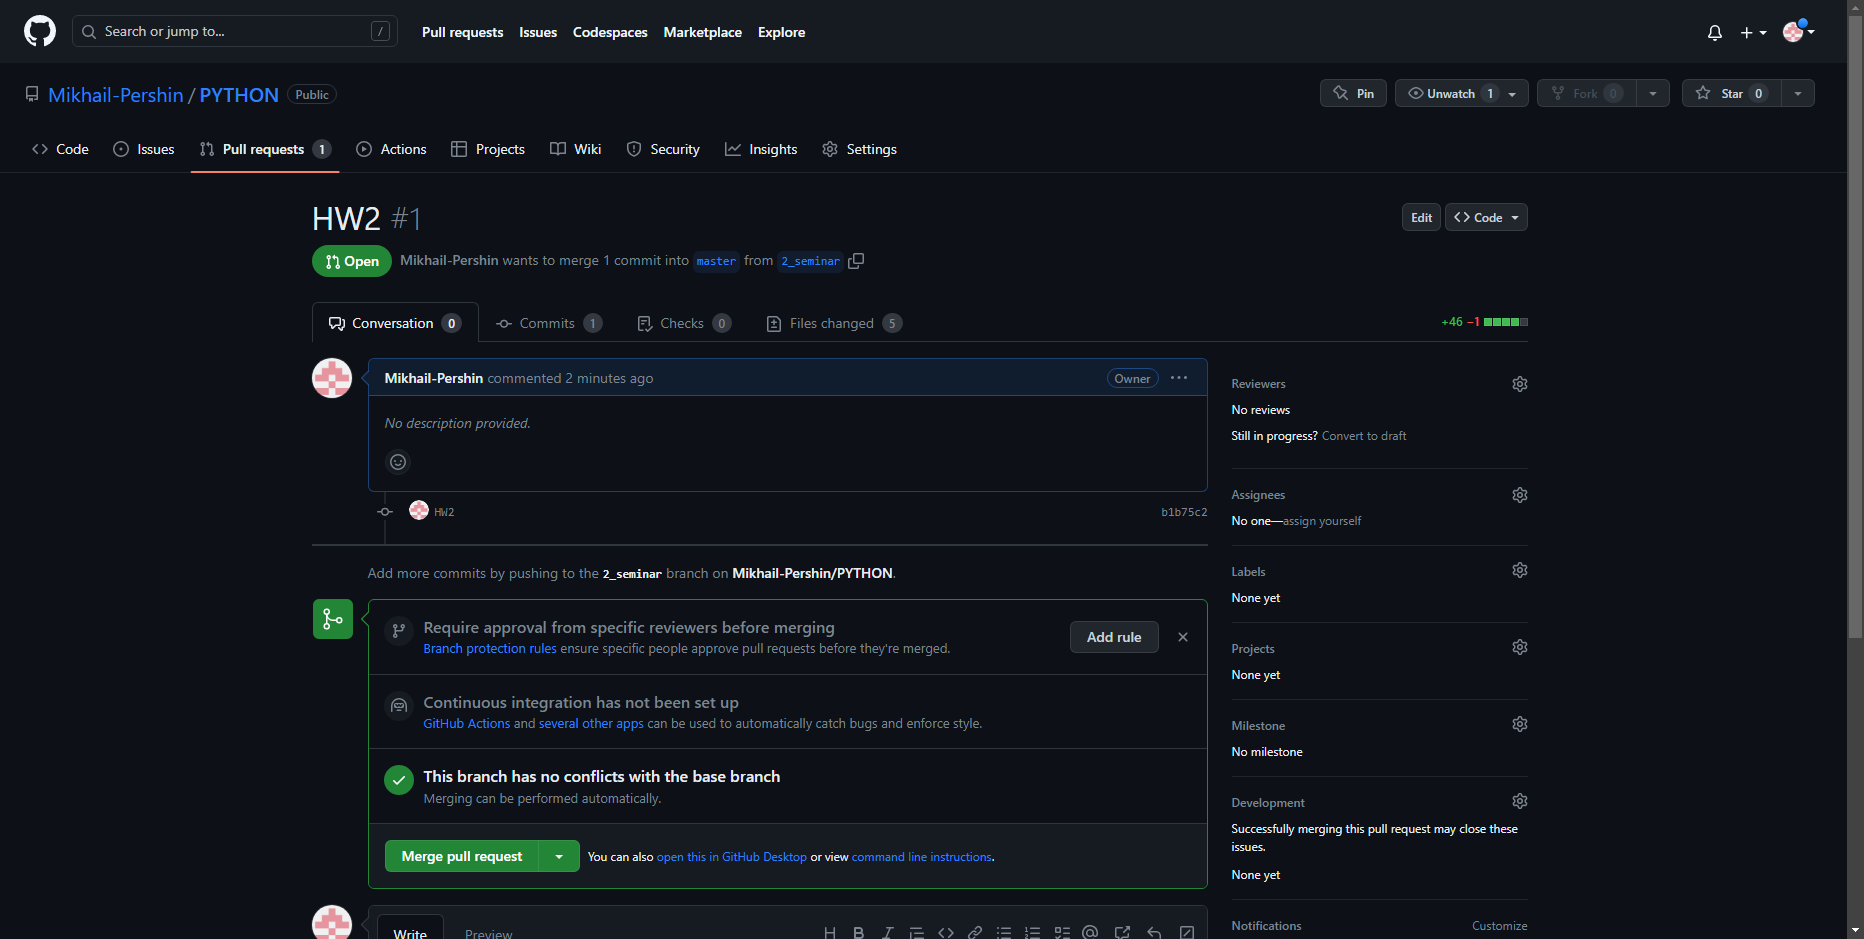 Search or jump to... /
Pull requests Issues Codespaces Marketplace Explore
Mikhail-Pershin / PYTHON Public
Pin Unwatch 1 Fork 0 Star 0
Code Issues Pull requests 1 Actions Projects Wiki Security Insights Settings
HW2 #1
Edit Code
Open Mikhail-Pershin wants to merge 1 commit into master from 2_seminar
Conversation 0 Commits 1 Checks 0 Files changed 5
+46 −1
Mikhail-Pershin commented 2 minutes ago Owner
No description provided.
HW2 b1b75c2
Add more commits by pushing to the 2_seminar branch on Mikhail-Pershin/PYTHON.
Require approval from specific reviewers before merging
Branch protection rules ensure specific people approve pull requests before they're merged.
Add rule
Continuous integration has not been set up
GitHub Actions and several other apps can be used to automatically catch bugs and enforce style.
This branch has no conflicts with the base branch
Merging can be performed automatically.
Merge pull request You can also open this in GitHub Desktop or view command line instructions.
Write Preview
Reviewers
No reviews
Still in progress? Convert to draft
Assignees
No one—assign yourself
Labels
None yet
Projects
None yet
Milestone
No milestone
Development
Successfully merging this pull request may close these
issues.
None yet
Notifications Customize